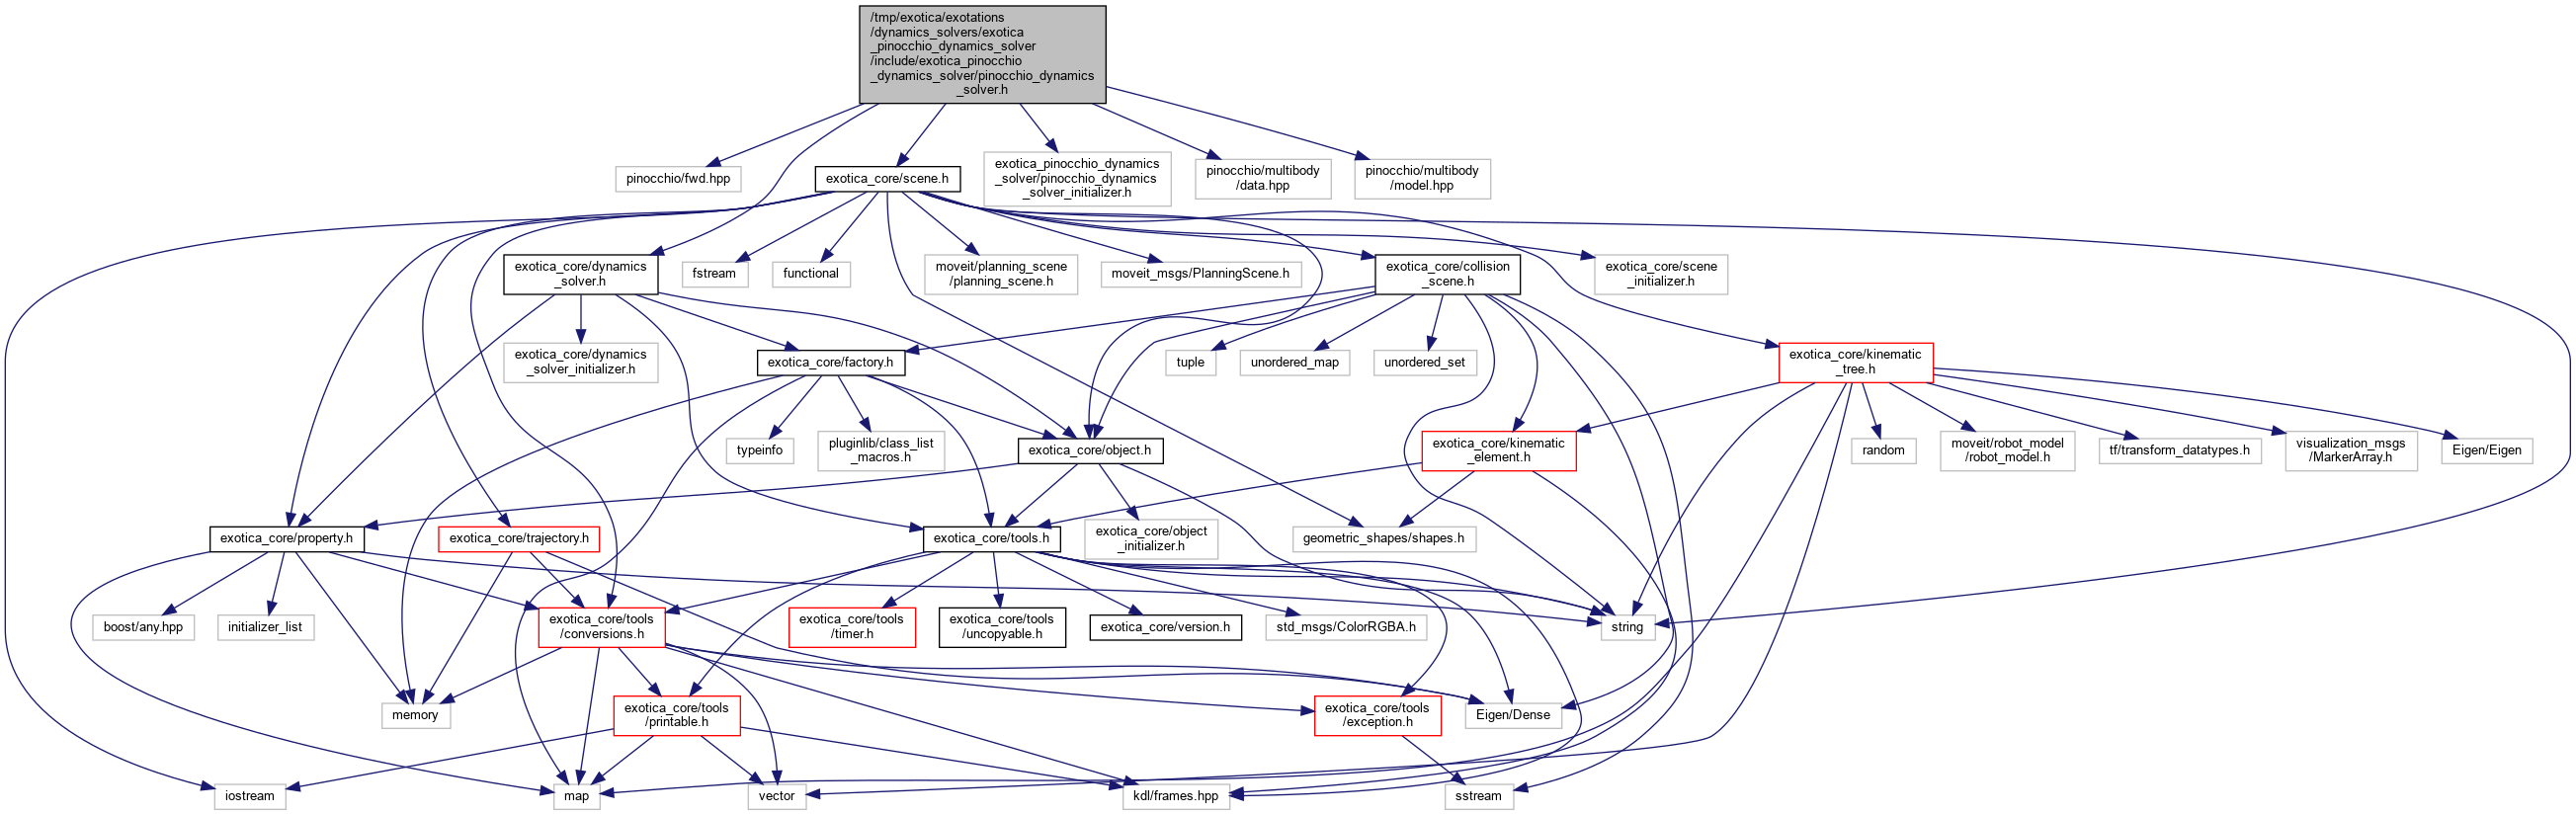 /tmp/exotica/exotations
/dynamics_solvers/exotica
_pinocchio_dynamics_solver
/include/exotica_pinocchio
_dynamics_solver/pinocchio_dynamics
_solver.h
pinocchio/fwd.hpp
exotica_core/scene.h
exotica_pinocchio_dynamics
_solver/pinocchio_dynamics
_solver_initializer.h
pinocchio/multibody
/data.hpp
pinocchio/multibody
/model.hpp
exotica_core/dynamics
_solver.h
fstream
functional
moveit/planning_scene
/planning_scene.h
moveit_msgs/PlanningScene.h
exotica_core/collision
_scene.h
exotica_core/scene
_initializer.h
exotica_core/dynamics
_solver_initializer.h
exotica_core/factory.h
tuple
unordered_map
unordered_set
exotica_core/kinematic
_tree.h
typeinfo
pluginlib/class_list
_macros.h
exotica_core/object.h
exotica_core/kinematic
_element.h
random
moveit/robot_model
/robot_model.h
tf/transform_datatypes.h
visualization_msgs
/MarkerArray.h
Eigen/Eigen
exotica_core/property.h
exotica_core/trajectory.h
exotica_core/tools.h
exotica_core/object
_initializer.h
geometric_shapes/shapes.h
boost/any.hpp
initializer_list
exotica_core/tools
/conversions.h
exotica_core/tools
/timer.h
exotica_core/tools
/uncopyable.h
exotica_core/version.h
std_msgs/ColorRGBA.h
string
memory
exotica_core/tools
/printable.h
exotica_core/tools
/exception.h
Eigen/Dense
iostream
map
vector
kdl/frames.hpp
sstream